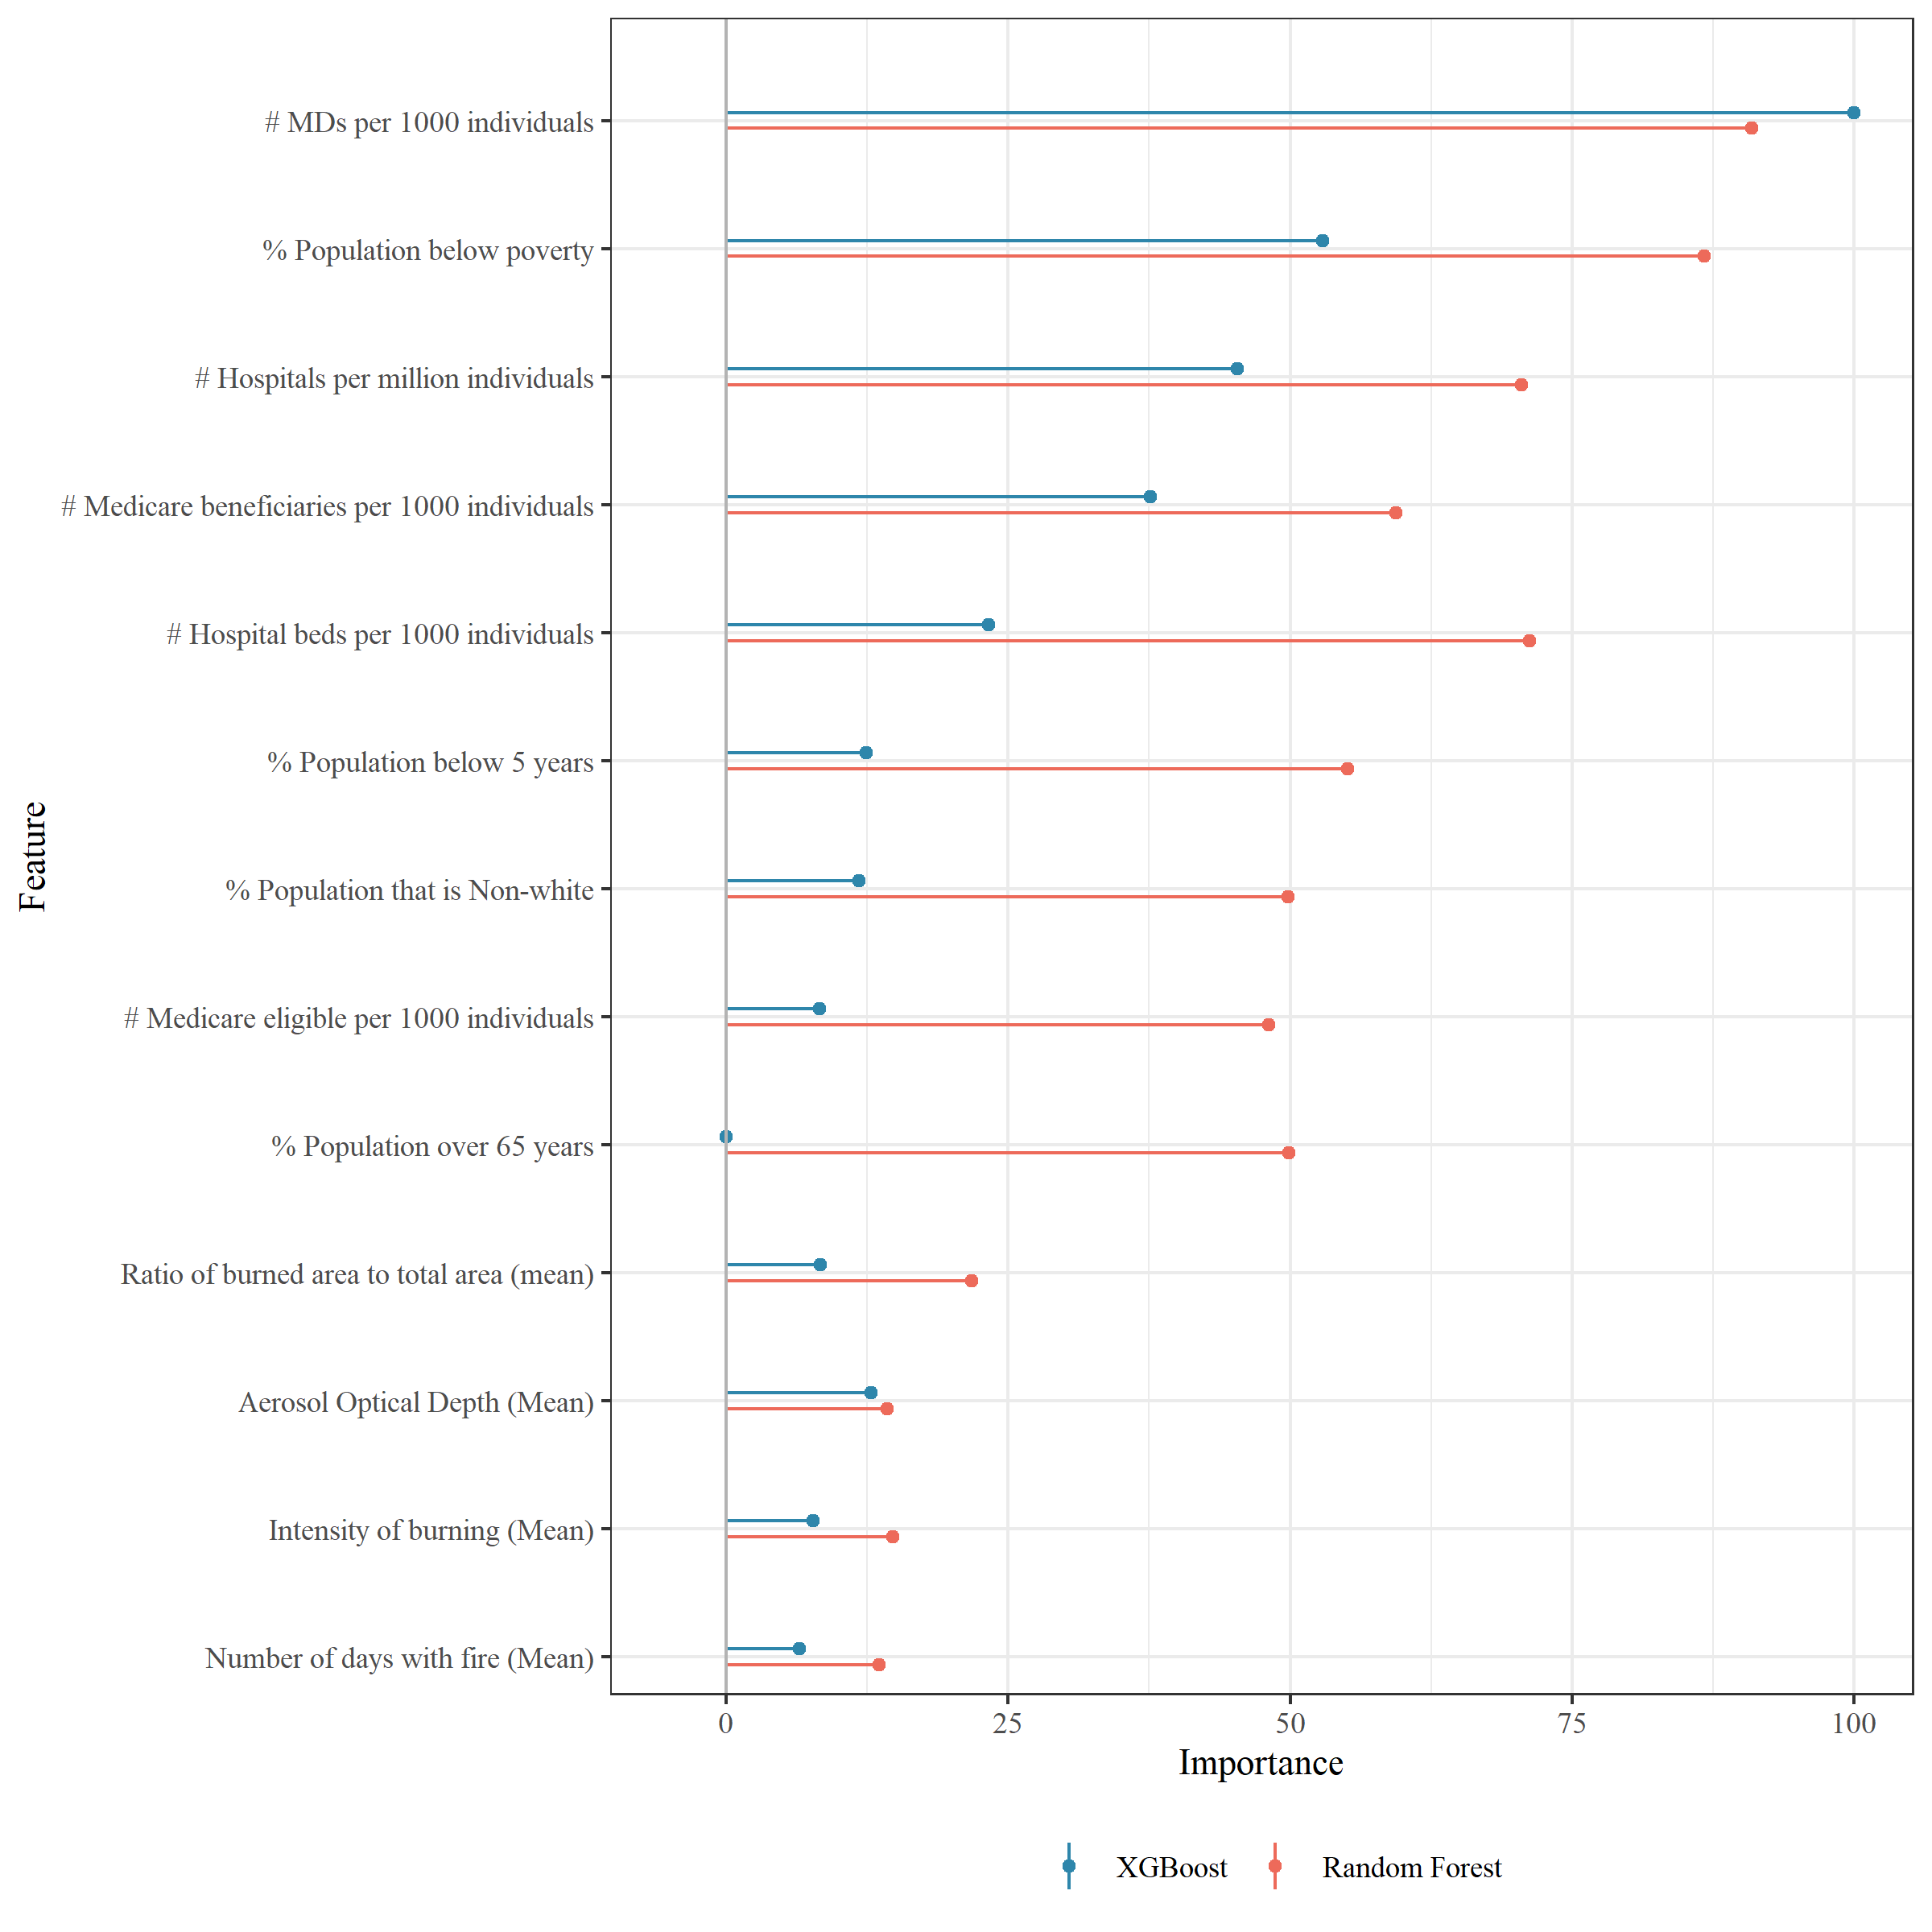 # MDs per 1000 individuals
% Population below poverty
# Hospitals per million individuals
# Medicare beneficiaries per 1000 individuals
# Hospital beds per 1000 individuals
% Population below 5 years
% Population that is Non-white
# Medicare eligible per 1000 individuals
% Population over 65 years
Ratio of burned area to total area (mean)
Aerosol Optical Depth (Mean)
Intensity of burning (Mean)
Number of days with fire (Mean)
Feature
0 25 50 75 100
Importance
XGBoost Random Forest